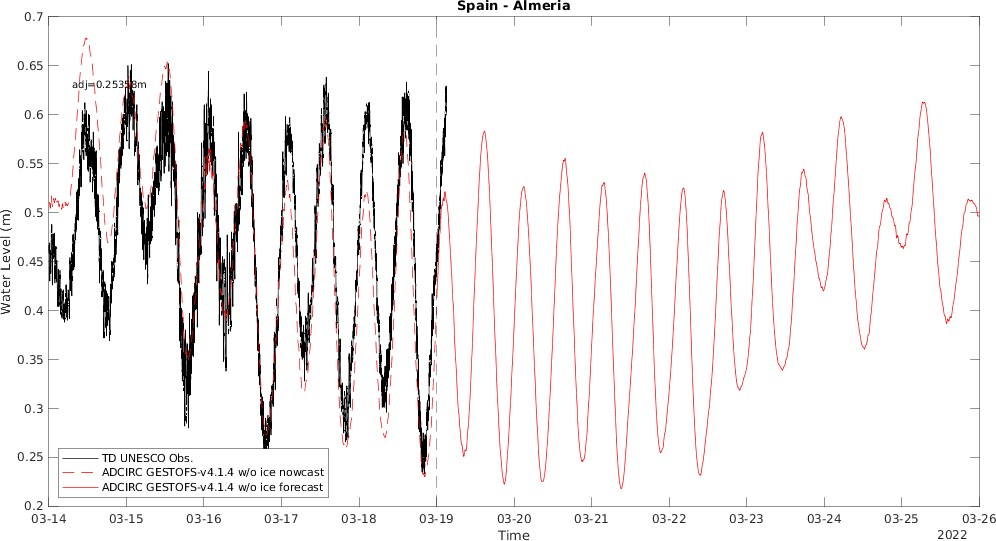 Spain - Almeria
0.7
0.65
adj=0.25358m
0.6
0.55
0.5
0.45
0.4
0.35
0.3
0.25
0.2
Water Level (m)
TD UNESCO Obs.
ADCIRC GESTOFS-v4.1.4 w/o ice nowcast
ADCIRC GESTOFS-v4.1.4 w/o ice forecast
03-14 03-15 03-16 03-17 03-18 03-19 03-20 03-21 03-22 03-23 03-24 03-25 03-26
Time
2022